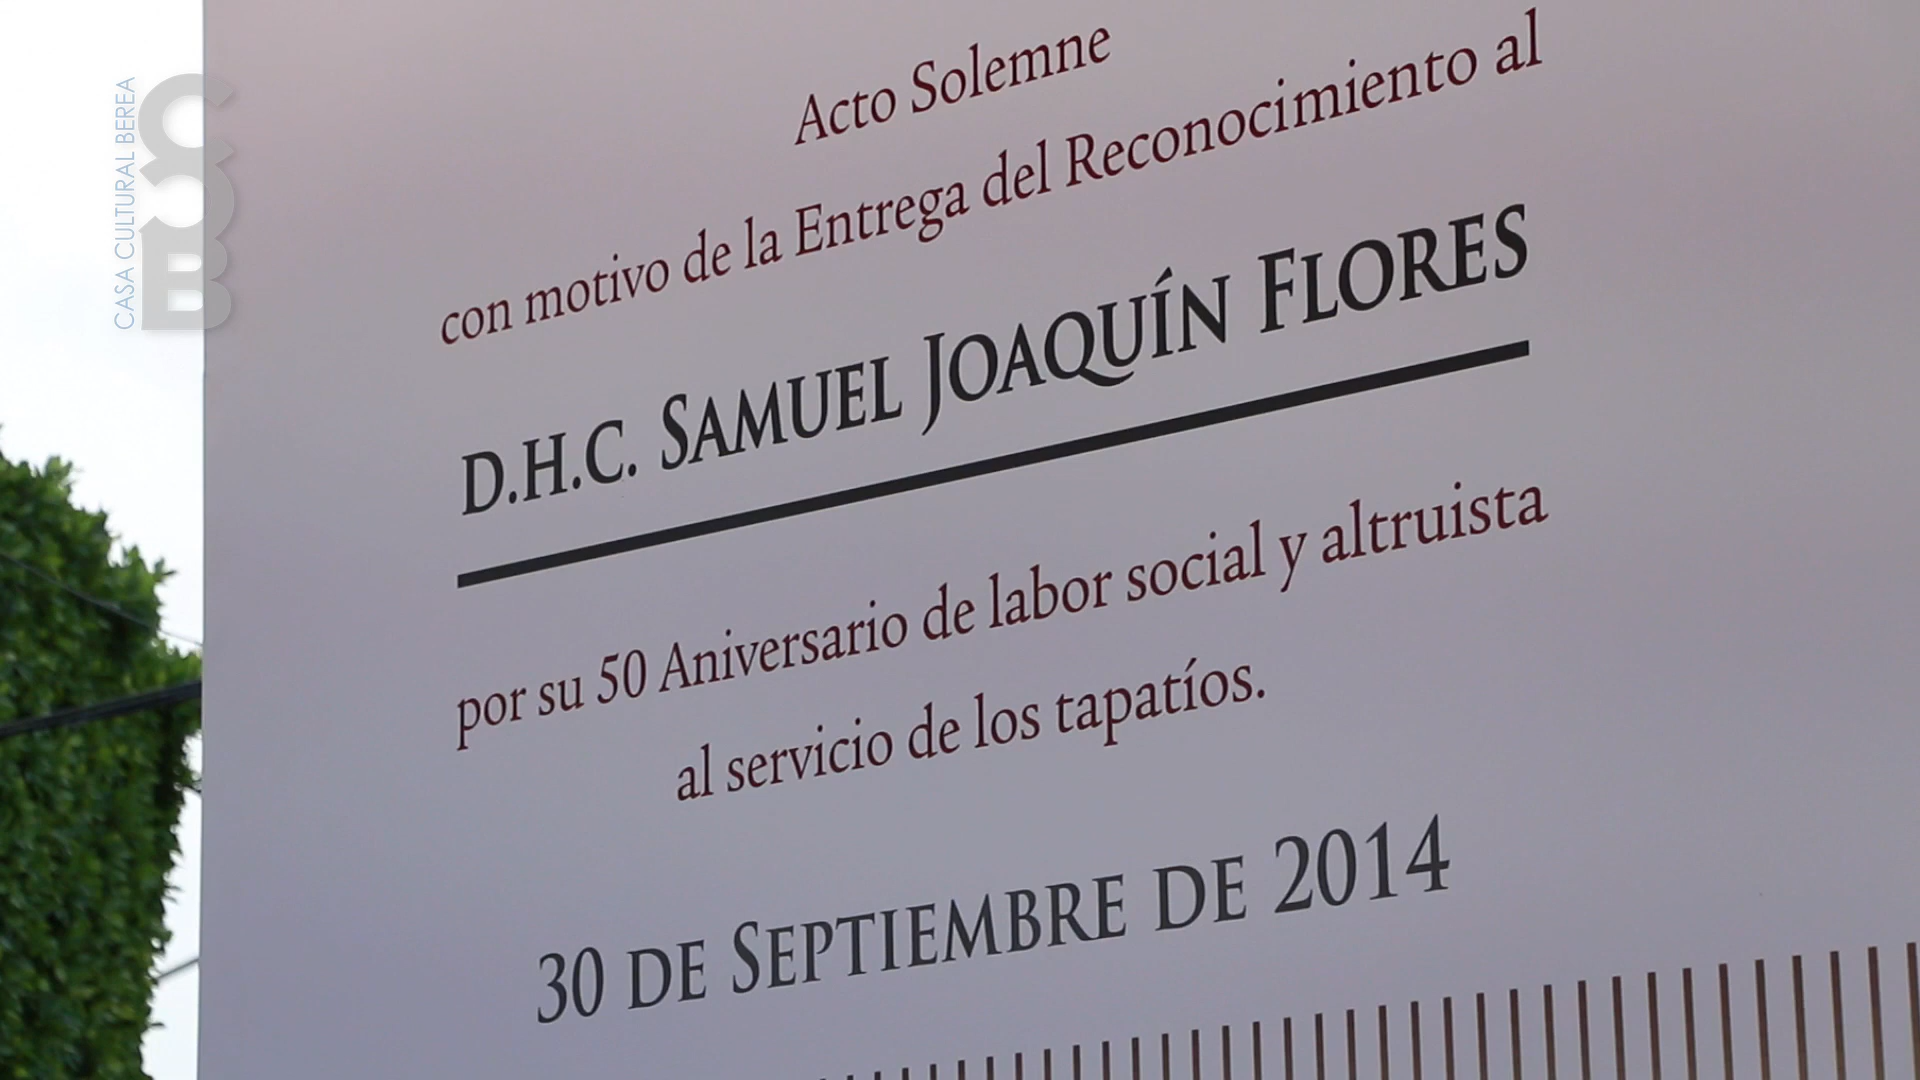 CASA CULTURAL BEREA
CCB
Acto Solemne
con motivo de la Entrega del Reconocimiento al
D.H.C. SAMUEL JOAQUÍN FLORES
por su 50 Aniversario de labor social y altruista
al servicio de los tapatíos.
30 DE SEPTIEMBRE DE 2014